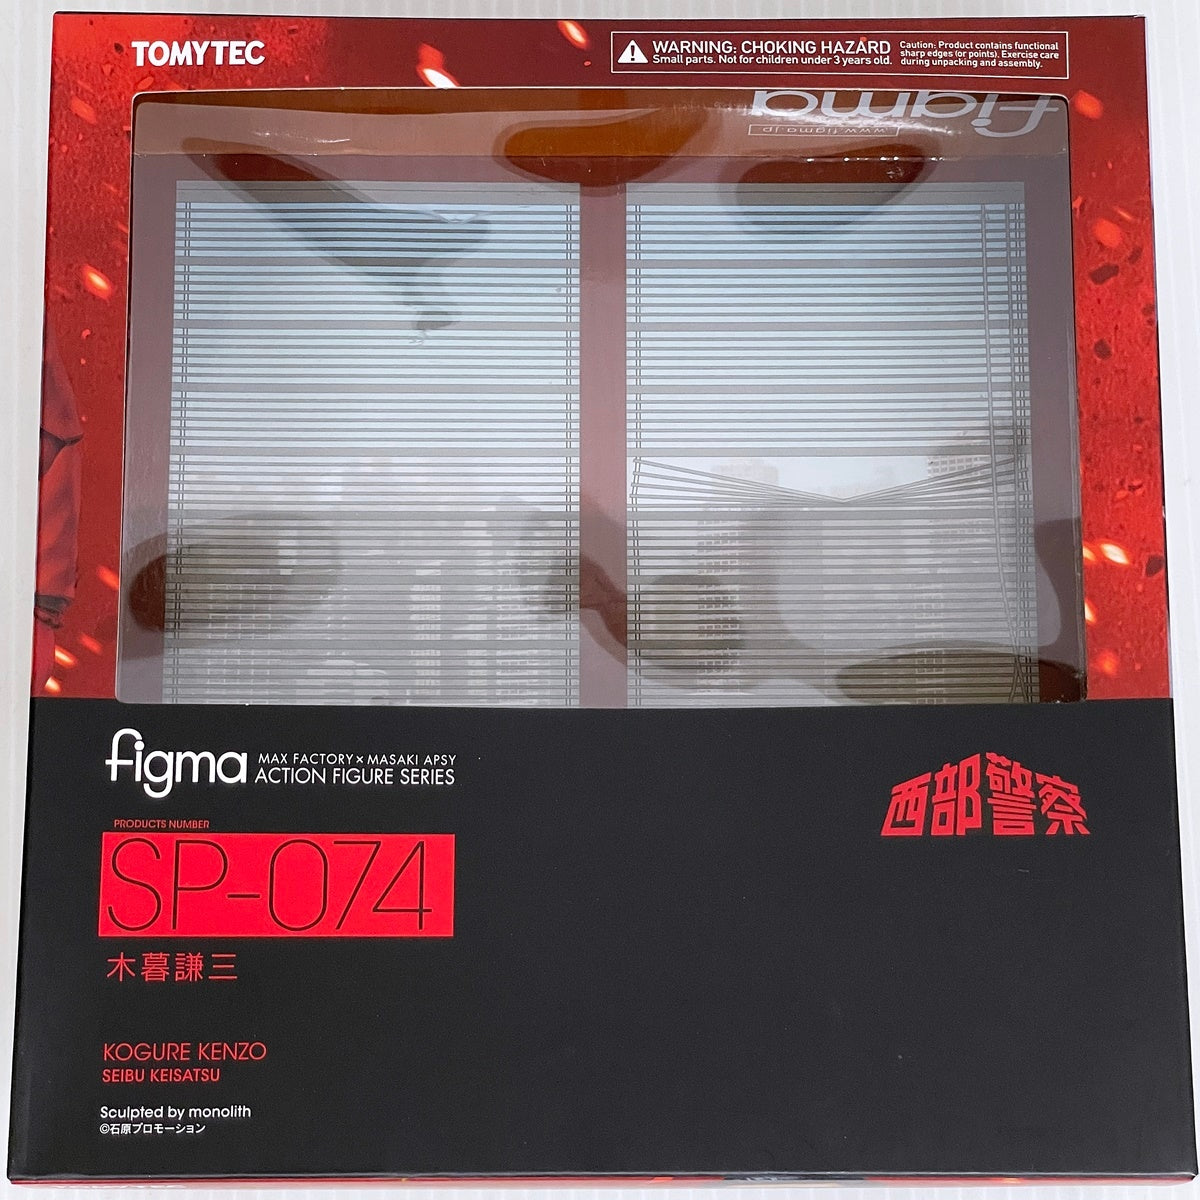 TOMYTEC
WARNING: CHOKING HAZARD
Small parts. Not for children under 3 years old.
Caution: Product contains functional
sharp edges (or points). Exercise care
during unpacking and assembly.
figma
www.figma.jp
figma
MAX FACTORY × MASAKI APSY
ACTION FIGURE SERIES
西部警察
PRODUCTS NUMBER
SP-074
木暮謙三
KOGURE KENZO
SEIBU KEISATSU
Sculpted by monolith
©石原プロモーション